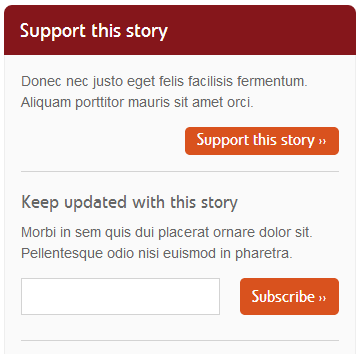 Support this story
Donec nec justo eget felis facilisis fermentum.
Aliquam porttitor mauris sit amet orci.
Support this story ››
Keep updated with this story
Morbi in sem quis dui placerat ornare dolor sit.
Pellentesque odio nisi euismod in pharetra.
Subscribe ››